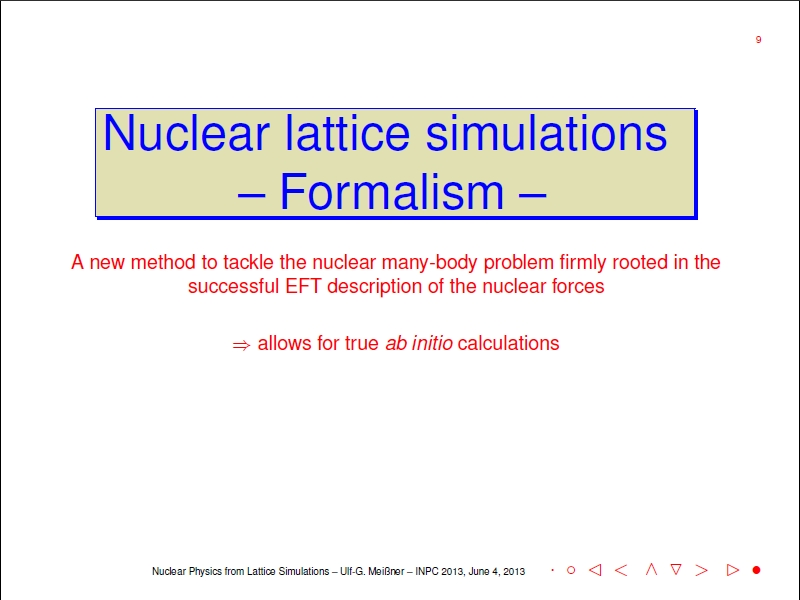 9
Nuclear lattice simulations
– Formalism –
A new method to tackle the nuclear many-body problem firmly rooted in the
successful EFT description of the nuclear forces
⇒ allows for true ab initio calculations
Nuclear Physics from Lattice Simulations – Ulf-G. Meißner – INPC 2013, June 4, 2013